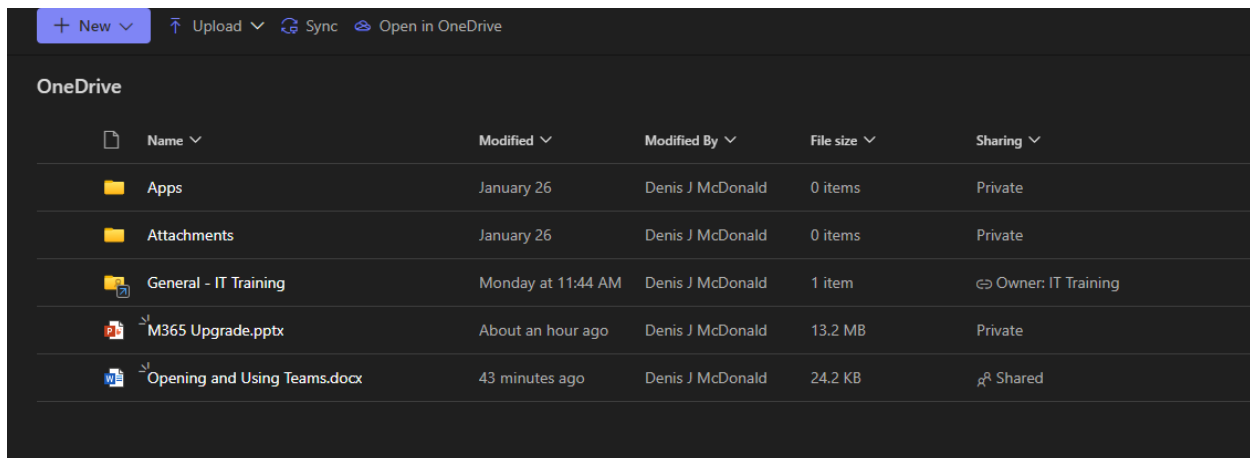 New Upload Sync Open in OneDrive
OneDrive
Name Modified Modified By File size Sharing
Apps January 26 Denis J McDonald 0 items Private
Attachments January 26 Denis J McDonald 0 items Private
General - IT Training Monday at 11:44 AM Denis J McDonald 1 item Owner: IT Training
M365 Upgrade.pptx About an hour ago Denis J McDonald 13.2 MB Private
Opening and Using Teams.docx 43 minutes ago Denis J McDonald 24.2 KB Shared